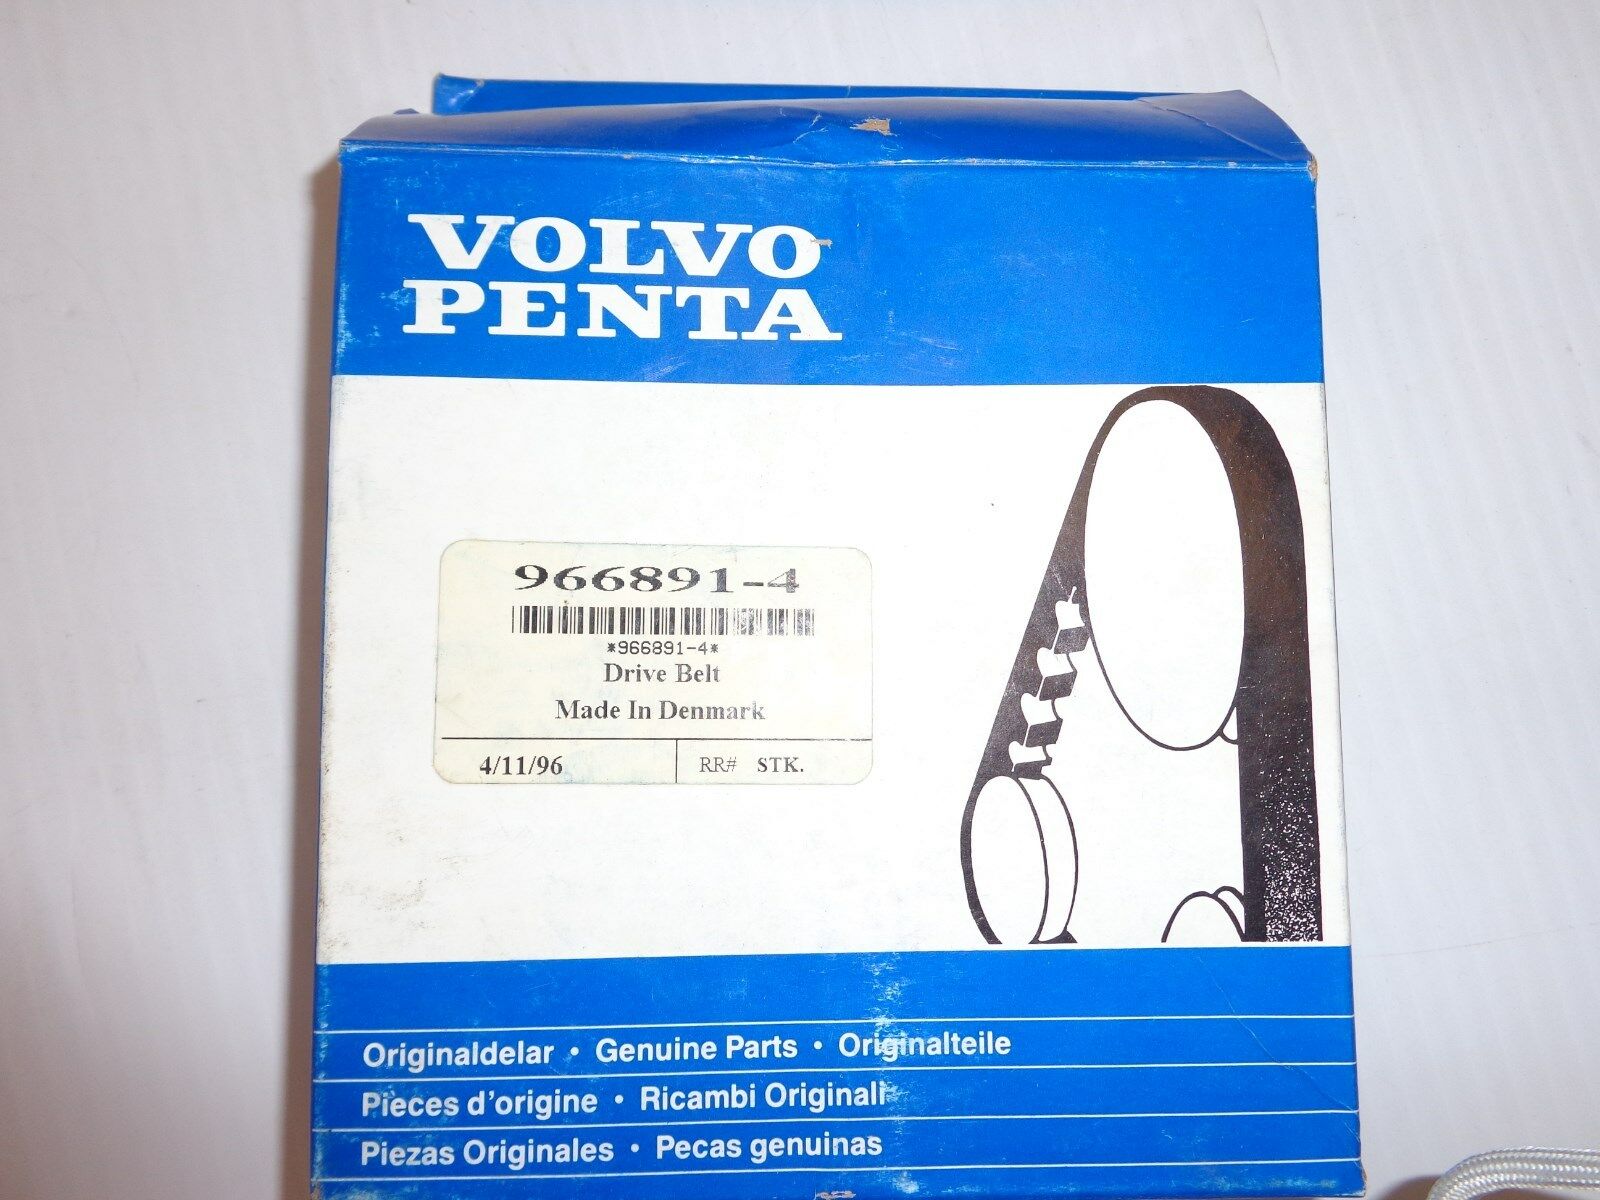 VOLVO
PENTA
966891-4
*966891-4*
Drive Belt
Made In Denmark
4/11/96 RR# STK.
Originaldelar · Genuine Parts · Originalteile
Pieces d'origine · Ricambi Originali
Piezas Originales · Pecas genuinas